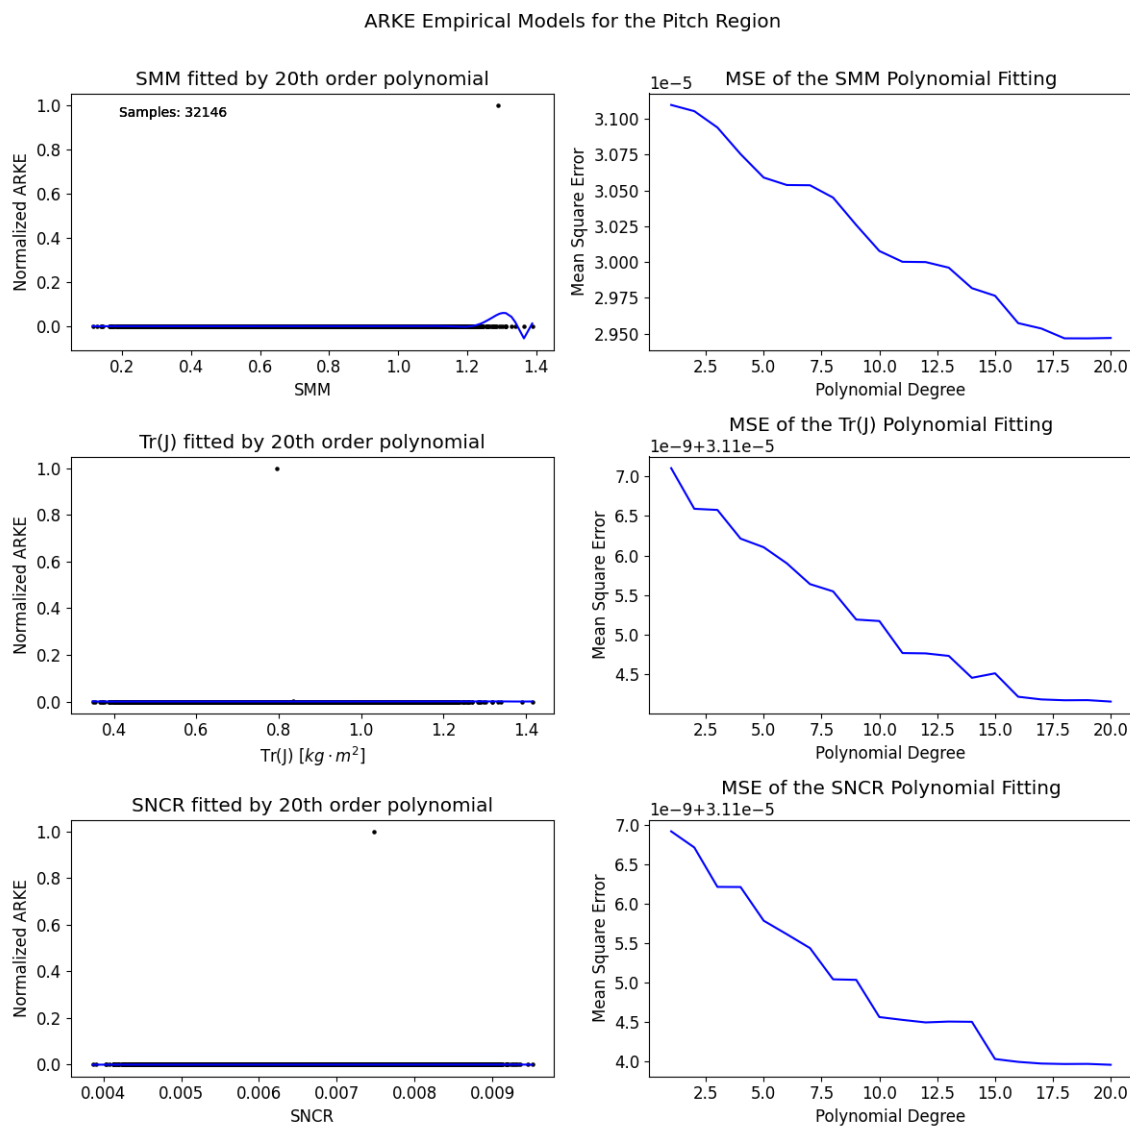 ARKE Empirical Models for the Pitch Region
SMM fitted by 20th order polynomial
Samples: 32146
Normalized ARKE
1.0
0.8
0.6
0.4
0.2
0.0
0.2 0.4 0.6 0.8 1.0 1.2 1.4
SMM
MSE of the SMM Polynomial Fitting
1e−5
Mean Square Error
3.100
3.075
3.050
3.025
3.000
2.975
2.950
2.5 5.0 7.5 10.0 12.5 15.0 17.5 20.0
Polynomial Degree
Tr(J) fitted by 20th order polynomial
Normalized ARKE
1.0
0.8
0.6
0.4
0.2
0.0
0.4 0.6 0.8 1.0 1.2 1.4
Tr(J) [kg · m²]
MSE of the Tr(J) Polynomial Fitting
1e−9+3.11e−5
Mean Square Error
7.0
6.5
6.0
5.5
5.0
4.5
2.5 5.0 7.5 10.0 12.5 15.0 17.5 20.0
Polynomial Degree
SNCR fitted by 20th order polynomial
Normalized ARKE
1.0
0.8
0.6
0.4
0.2
0.0
0.004 0.005 0.006 0.007 0.008 0.009
SNCR
MSE of the SNCR Polynomial Fitting
1e−9+3.11e−5
Mean Square Error
7.0
6.5
6.0
5.5
5.0
4.5
4.0
2.5 5.0 7.5 10.0 12.5 15.0 17.5 20.0
Polynomial Degree